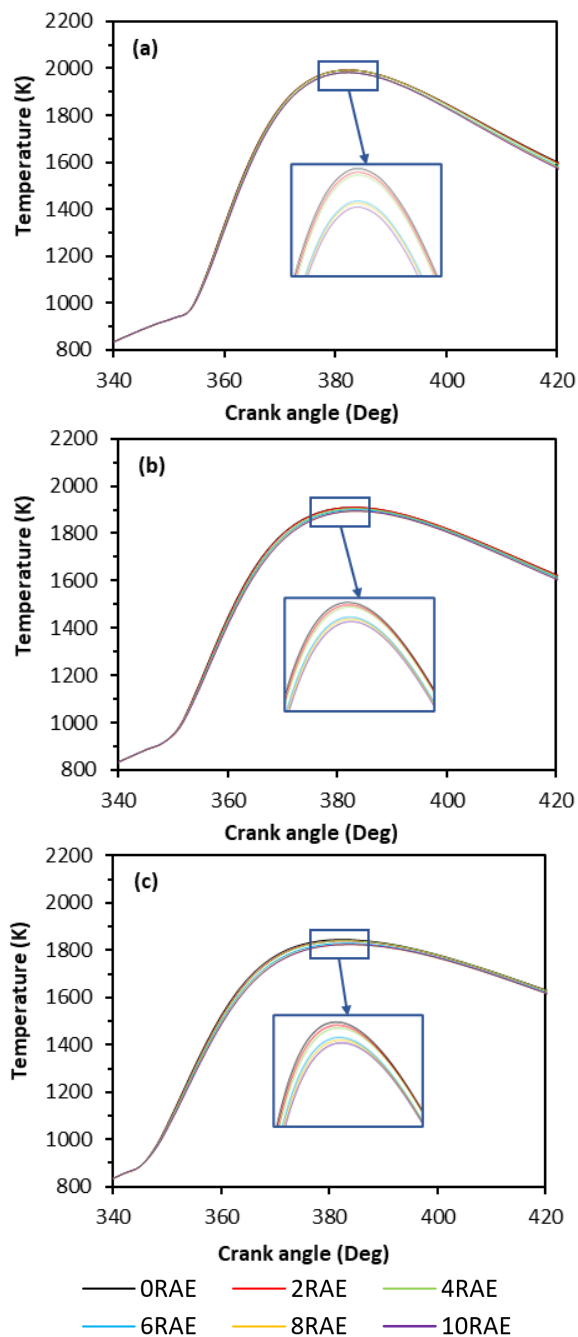 (a)
Temperature (K)
2200
2000
1800
1600
1400
1200
1000
800
340 360 380 400 420
Crank angle (Deg)
(b)
Temperature (K)
2200
2000
1800
1600
1400
1200
1000
800
340 360 380 400 420
Crank angle (Deg)
(c)
Temperature (K)
2200
2000
1800
1600
1400
1200
1000
800
340 360 380 400 420
Crank angle (Deg)
0RAE 2RAE 4RAE
6RAE 8RAE 10RAE